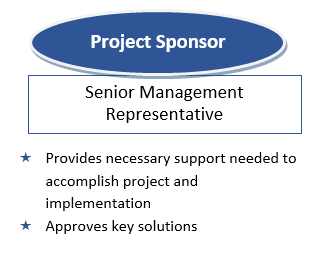 Project Sponsor
Senior Management
Representative
Provides necessary support needed to
accomplish project and
implementation
Approves key solutions